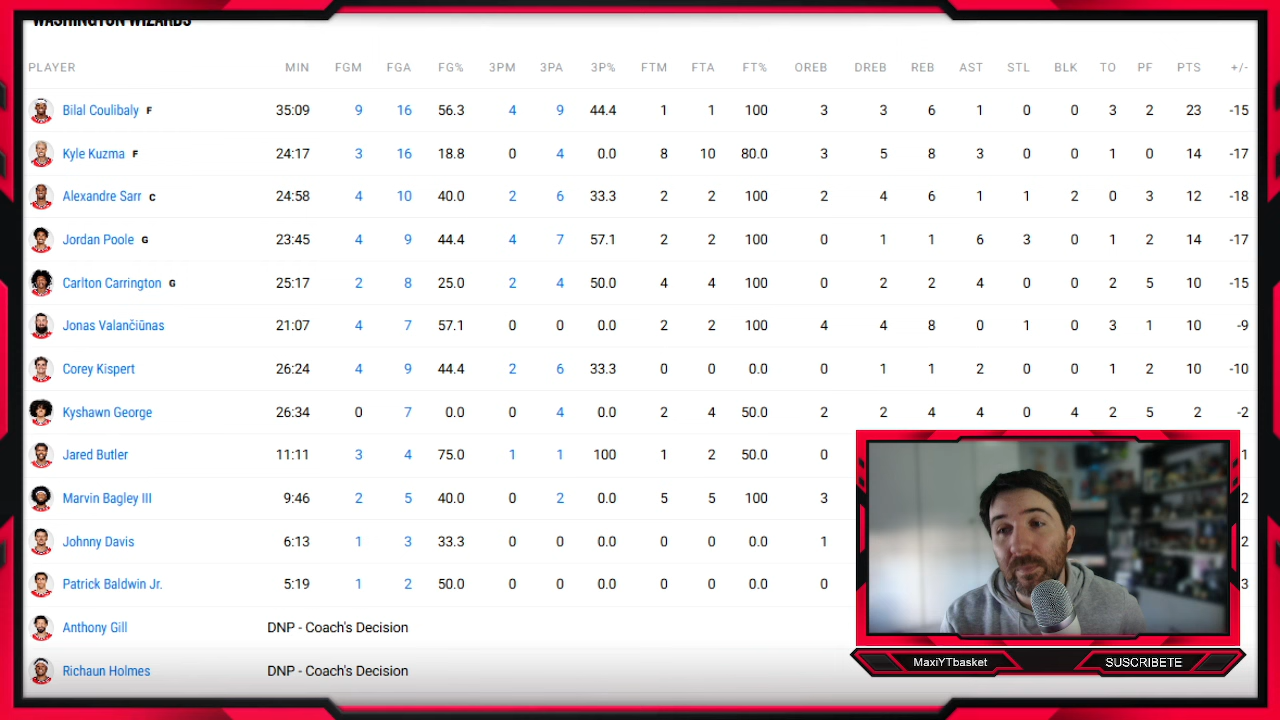 WASHINGTON WIZARDS
PLAYER MIN FGM FGA FG% 3PM 3PA 3P% FTM FTA FT% OREB DREB REB AST STL BLK TO PF PTS +/-
Bilal Coulibaly F 35:09 9 16 56.3 4 9 44.4 1 1 100 3 3 6 1 0 0 3 2 23 -15
Kyle Kuzma F 24:17 3 16 18.8 0 4 0.0 8 10 80.0 3 5 8 3 0 0 1 0 14 -17
Alexandre Sarr C 24:58 4 10 40.0 2 6 33.3 2 2 100 2 4 6 1 1 2 0 3 12 -18
Jordan Poole G 23:45 4 9 44.4 4 7 57.1 2 2 100 0 1 1 6 3 0 1 2 14 -17
Carlton Carrington G 25:17 2 8 25.0 2 4 50.0 4 4 100 0 2 2 4 0 0 2 5 10 -15
Jonas Valančiūnas 21:07 4 7 57.1 0 0 0.0 2 2 100 4 4 8 0 1 0 3 1 10 -9
Corey Kispert 26:24 4 9 44.4 2 6 33.3 0 0 0.0 0 1 1 2 0 0 1 2 10 -10
Kyshawn George 26:34 0 7 0.0 0 4 0.0 2 4 50.0 2 2 4 4 0 4 2 5 2 -2
Jared Butler 11:11 3 4 75.0 1 1 100 1 2 50.0 0 1
Marvin Bagley III 9:46 2 5 40.0 0 2 0.0 5 5 100 3 2
Johnny Davis 6:13 1 3 33.3 0 0 0.0 0 0 0.0 1 2
Patrick Baldwin Jr. 5:19 1 2 50.0 0 0 0.0 0 0 0.0 0 3
Anthony Gill DNP - Coach's Decision
Richaun Holmes DNP - Coach's Decision
MaxiYTbasket SUSCRIBETE